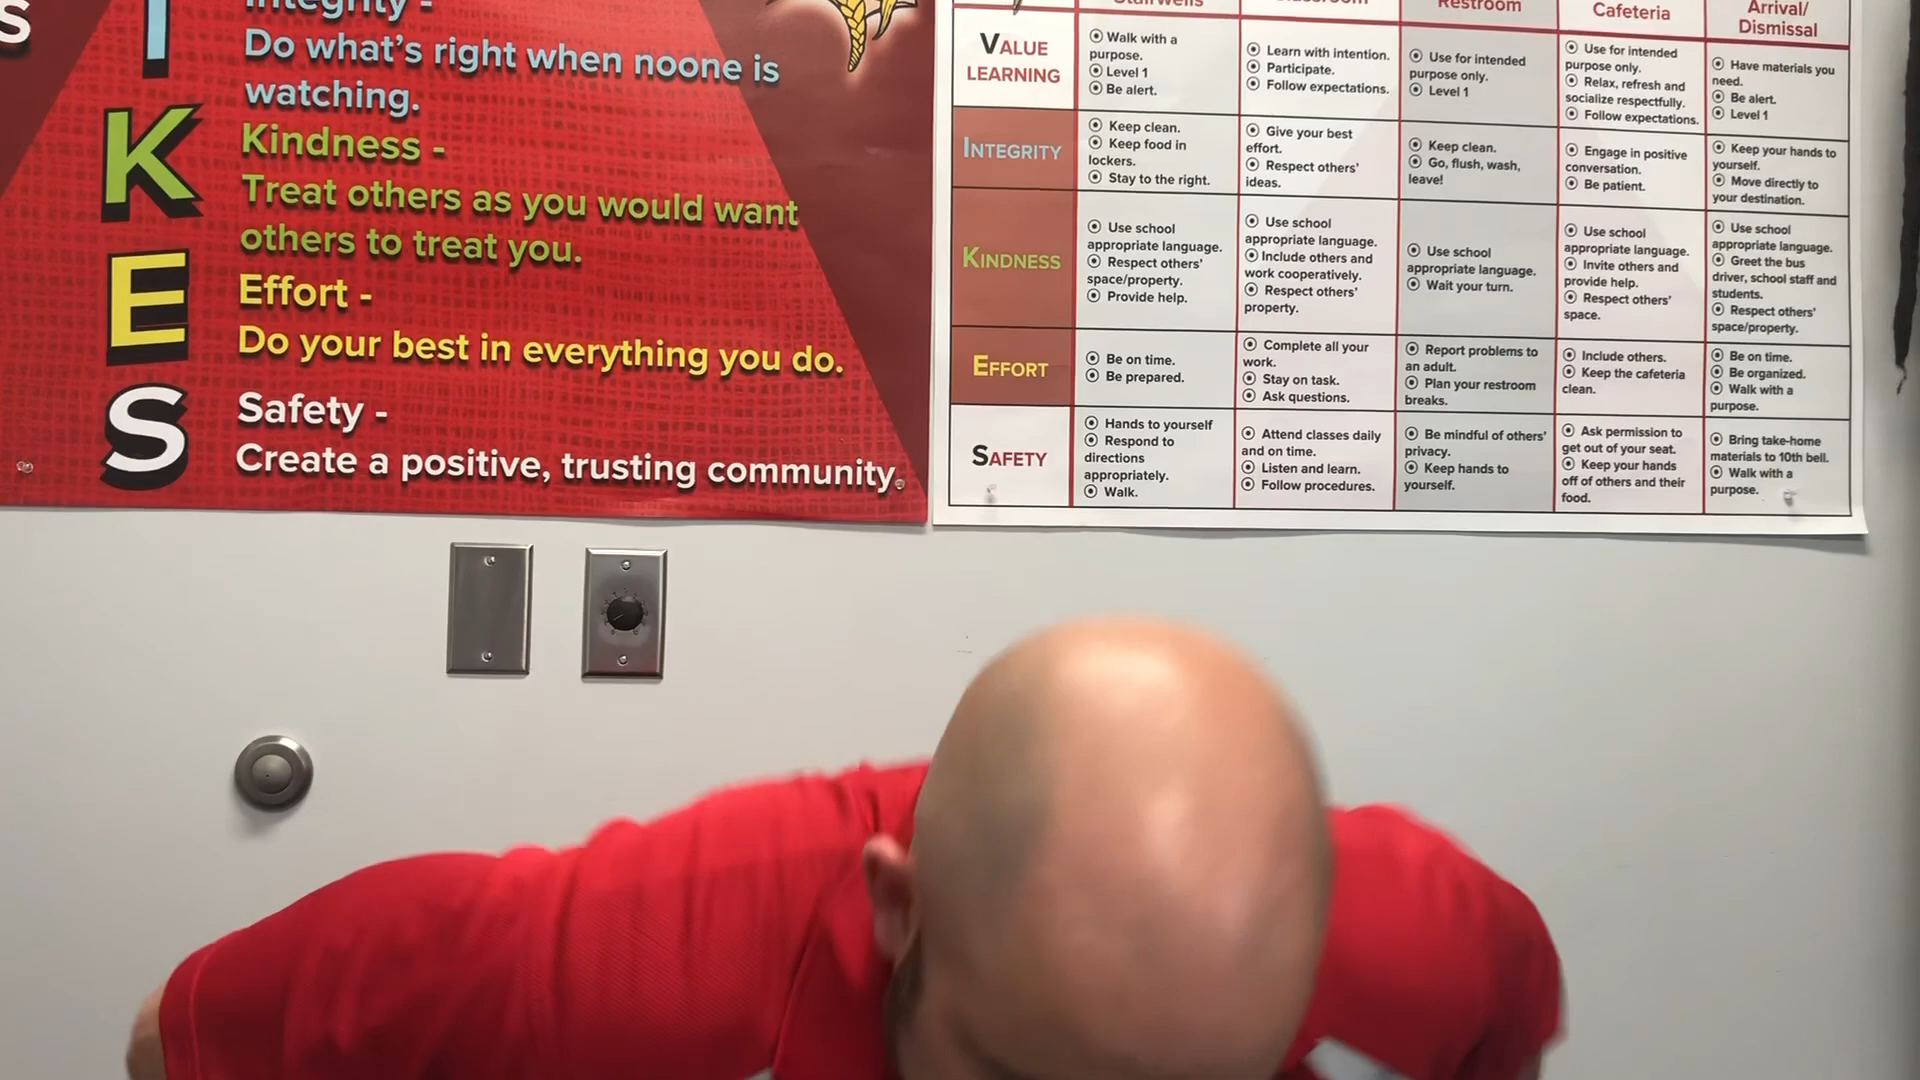 S
Integrity -
I
Do what's right when noone is
watching.
K
Kindness -
Treat others as you would want
others to treat you.
E
Effort -
Do your best in everything you do.
S
Safety -
Create a positive, trusting community.
Stairwells
Classroom
Restroom
Cafeteria
Arrival/
Dismissal
VALUE
LEARNING
Walk with a
purpose.
Level 1
Be alert.
Learn with intention.
Participate.
Follow expectations.
Use for intended
purpose only.
Level 1
Use for intended
purpose only.
Relax, refresh and
socialize respectfully.
Follow expectations.
Have materials you
need.
Be alert.
Level 1
INTEGRITY
Keep clean.
Keep food in
lockers.
Stay to the right.
Give your best
effort.
Respect others'
ideas.
Keep clean.
Go, flush, wash,
leave!
Engage in positive
conversation.
Be patient.
Keep your hands to
yourself.
Move directly to
your destination.
KINDNESS
Use school
appropriate language.
Respect others'
space/property.
Provide help.
Use school
appropriate language.
Include others and
work cooperatively.
Respect others'
property.
Use school
appropriate language.
Wait your turn.
Use school
appropriate language.
Invite others and
provide help.
Respect others'
space.
Use school
appropriate language.
Greet the bus
driver, school staff and
students.
Respect others'
space/property.
EFFORT
Be on time.
Be prepared.
Complete all your
work.
Stay on task.
Ask questions.
Report problems to
an adult.
Plan your restroom
breaks.
Include others.
Keep the cafeteria
clean.
Be on time.
Be organized.
Walk with a
purpose.
SAFETY
Hands to yourself
Respond to
directions
appropriately.
Walk.
Attend classes daily
and on time.
Listen and learn.
Follow procedures.
Be mindful of others'
privacy.
Keep hands to
yourself.
Ask permission to
get out of your seat.
Keep your hands
off of others and their
food.
Bring take-home
materials to 10th bell.
Walk with a
purpose.